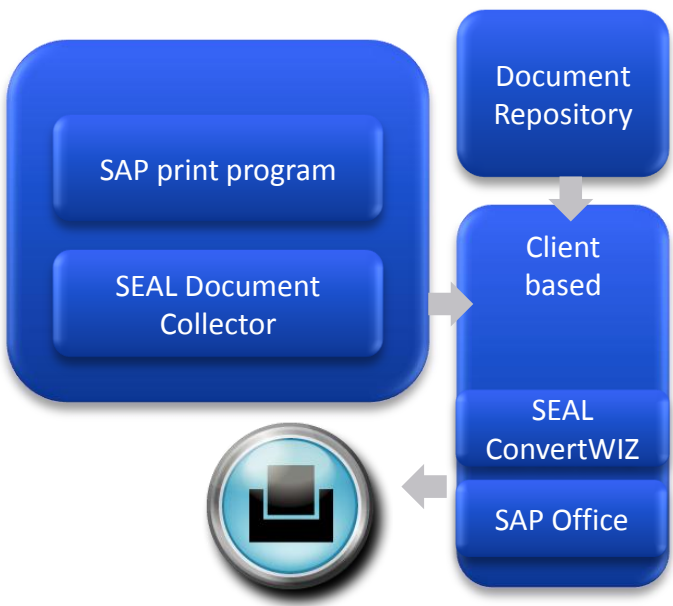 SAP print program
SEAL Document
Collector
Document
Repository
Client
based
SEAL
ConvertWIZ
SAP Office